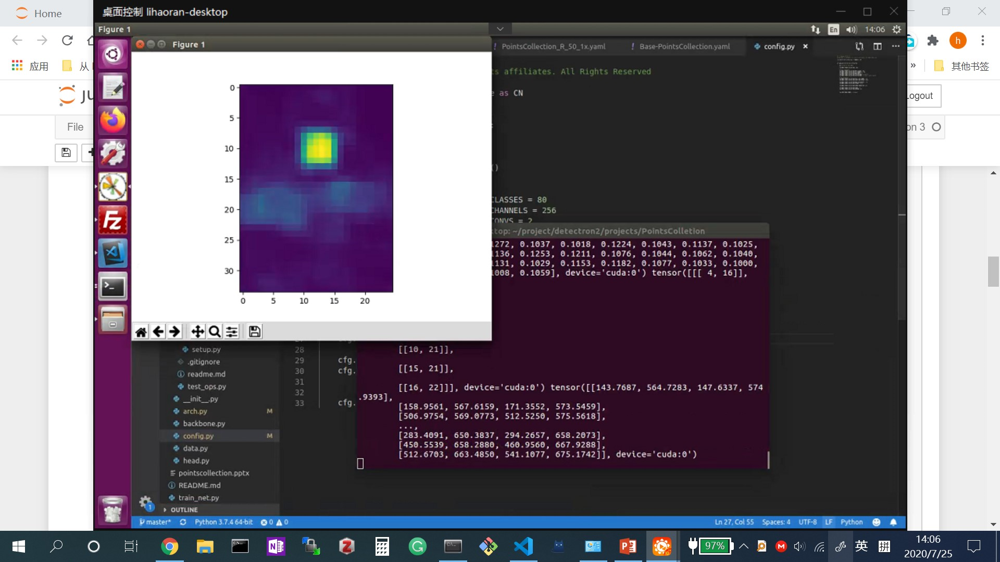 Home
桌面控制 lihaoran-desktop
Figure 1
En
14:06
Figure 1
PointsCollection_R_50_1x.yaml
Base-PointsCollection.yaml
config.py
h
应用
从
»
其他书签
s affiliates. All Rights Reserved
e as CN
Logout
File
on 3
()
CLASSES = 80
CHANNELS = 256
CONVS = 2
0
5
10
15
20
25
30
0
5
10
15
20
top: ~/project/detectron2/projects/PointsColletion
1272, 0.1037, 0.1018, 0.1224, 0.1043, 0.1137, 0.1025,
1136, 0.1253, 0.1211, 0.1076, 0.1044, 0.1062, 0.1040,
1131, 0.1029, 0.1153, 0.1182, 0.1077, 0.1033, 0.1000,
1008, 0.1059], device='cuda:0') tensor([[[ 4, 16]],
[[10, 21]],
[[15, 21]],
[[16, 22]]], device='cuda:0') tensor([[143.7687, 564.7283, 147.6337, 574
.9393],
[158.9561, 567.6159, 171.3552, 573.5459],
[506.9754, 569.0773, 512.5250, 575.5618],
...,
[283.4091, 650.3837, 294.2657, 658.2073],
[450.5539, 658.2880, 460.9560, 667.9288],
[512.6703, 663.4850, 541.1077, 675.1742]], device='cuda:0')
28
29 cfg.
30 cfg.
31
32
33 cfg.
setup.py
.gitignore
readme.md
test_ops.py
__init__.py
arch.py M
backbone.py
config.py M
data.py
head.py
pointscollection.pptx
README.md
train_net.py
OUTLINE
1
master*
Python 3.7.4 64-bit
0
0
Ln 27, Col 55
Spaces: 4
UTF-8
LF
Python
97%
英
拼
14:06
2020/7/25